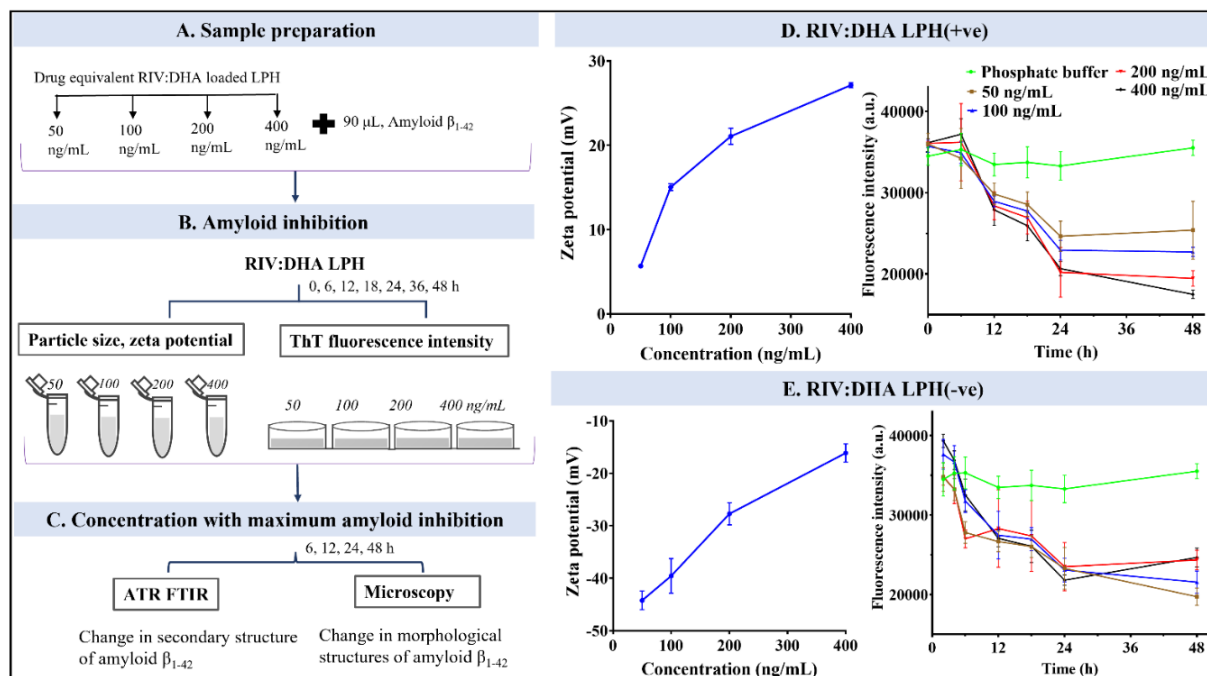 A. Sample preparation
Drug equivalent RIV:DHA loaded LPH
50 ng/mL
100 ng/mL
200 ng/mL
400 ng/mL
90 μL, Amyloid β1-42
B. Amyloid inhibition
RIV:DHA LPH
0, 6, 12, 18, 24, 36, 48 h
Particle size, zeta potential
ThT fluorescence intensity
50 100 200 400
50 100 200 400 ng/mL
C. Concentration with maximum amyloid inhibition
6, 12, 24, 48 h
ATR FTIR
Microscopy
Change in secondary structure
of amyloid β1-42
Change in morphological
structures of amyloid β1-42
D. RIV:DHA LPH(+ve)
Zeta potential (mV)
30
20
10
0
100 200 300 400
Concentration (ng/mL)
Phosphate buffer
50 ng/mL
100 ng/mL
200 ng/mL
400 ng/mL
Fluorescence intensity (a.u.)
40000
30000
20000
0 12 24 36 48
Time (h)
E. RIV:DHA LPH(-ve)
Zeta potential (mV)
-10
-20
-30
-40
-50
100 200 300 400
Concentration (ng/mL)
Fluorescence intensity (a.u.)
40000
30000
20000
0 12 24 36 48
Time (h)